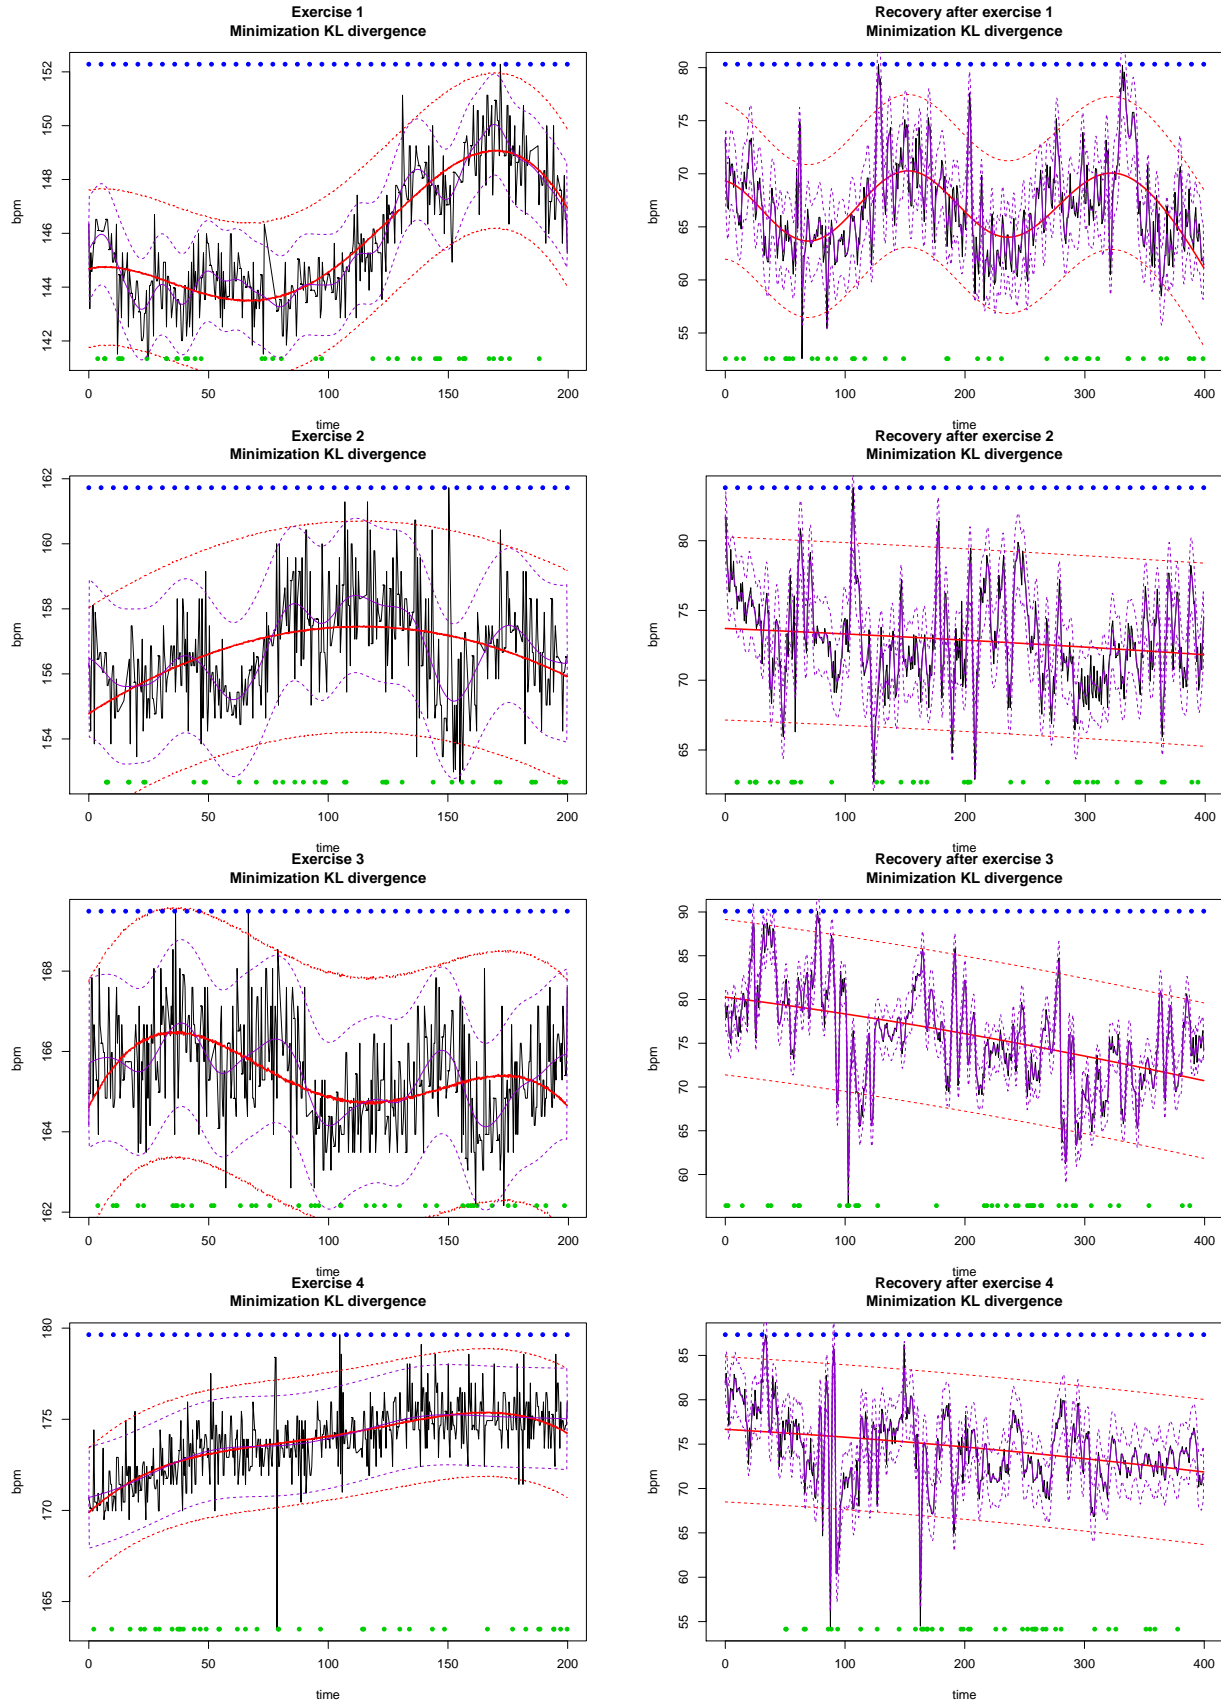 Exercise 1
Minimization KL divergence
bpm
142 144 146 148 150 152
0 50 100 150 200
time
Recovery after exercise 1
Minimization KL divergence
bpm
55 60 65 70 75 80
0 100 200 300 400
time
Exercise 2
Minimization KL divergence
bpm
154 156 158 160 162
0 50 100 150 200
time
Recovery after exercise 2
Minimization KL divergence
bpm
65 70 75 80
0 100 200 300 400
time
Exercise 3
Minimization KL divergence
bpm
162 164 166 168
0 50 100 150 200
time
Recovery after exercise 3
Minimization KL divergence
bpm
60 65 70 75 80 85 90
0 100 200 300 400
time
Exercise 4
Minimization KL divergence
bpm
165 170 175 180
0 50 100 150 200
time
Recovery after exercise 4
Minimization KL divergence
bpm
55 60 65 70 75 80 85
0 100 200 300 400
time